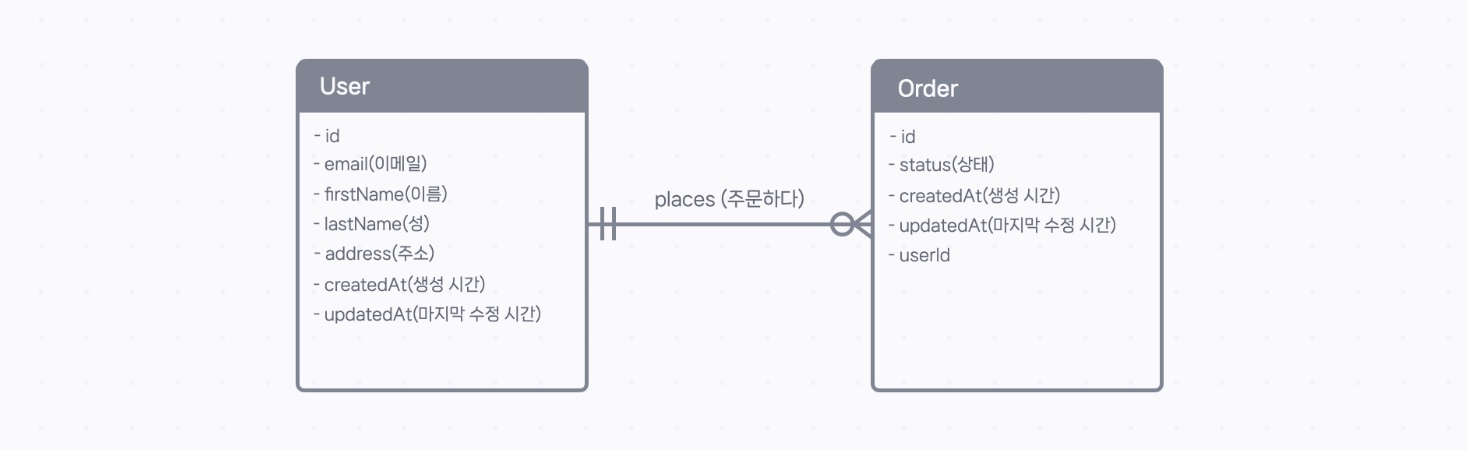 User
- id
- email(이메일)
- firstName(이름)
- lastName(성)
- address(주소)
- createdAt(생성 시간)
- updatedAt(마지막 수정 시간)
places (주문하다)
Order
- id
- status(상태)
- createdAt(생성 시간)
- updatedAt(마지막 수정 시간)
- userId